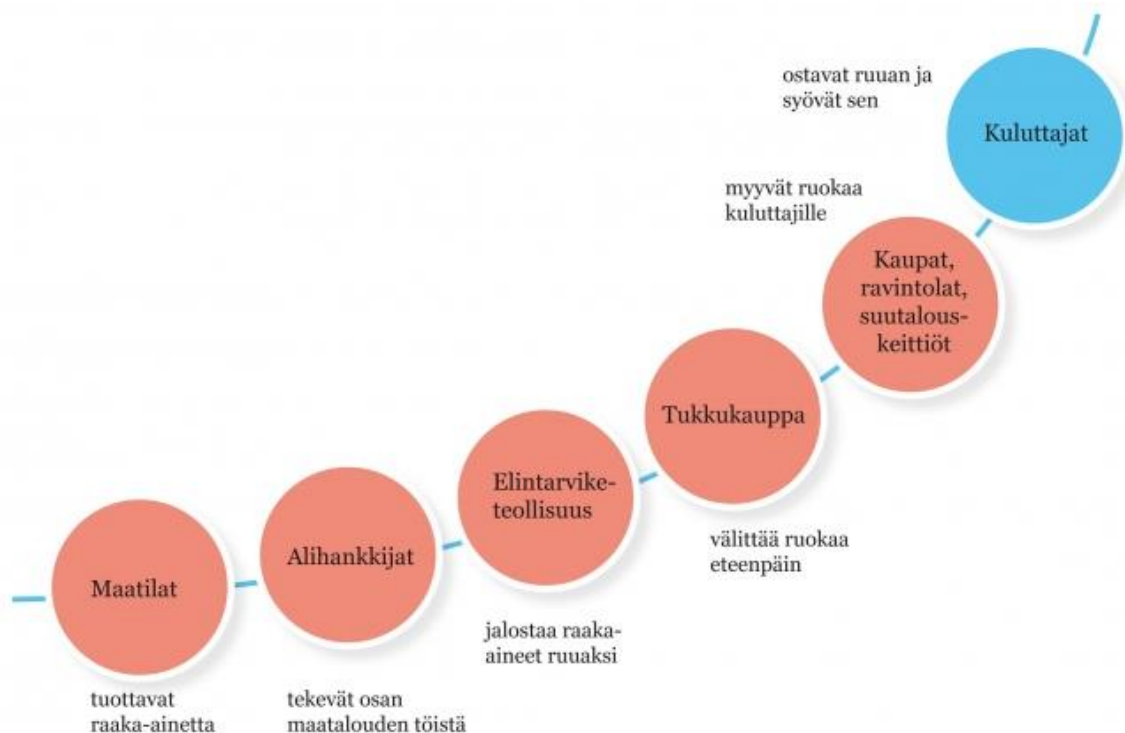 ostavat ruuan ja
syövät sen
Kuluttajat
myyvät ruokaa
kuluttajille
Kaupat,
ravintolat,
suutalous-
keittiöt
Tukkukauppa
välittää ruokaa
eteenpäin
Elintarvike-
teollisuus
jalostaa raaka-
aineet ruuaksi
Alihankkijat
tekevät osan
maatalouden töistä
Maatilat
tuottavat
raaka-ainetta